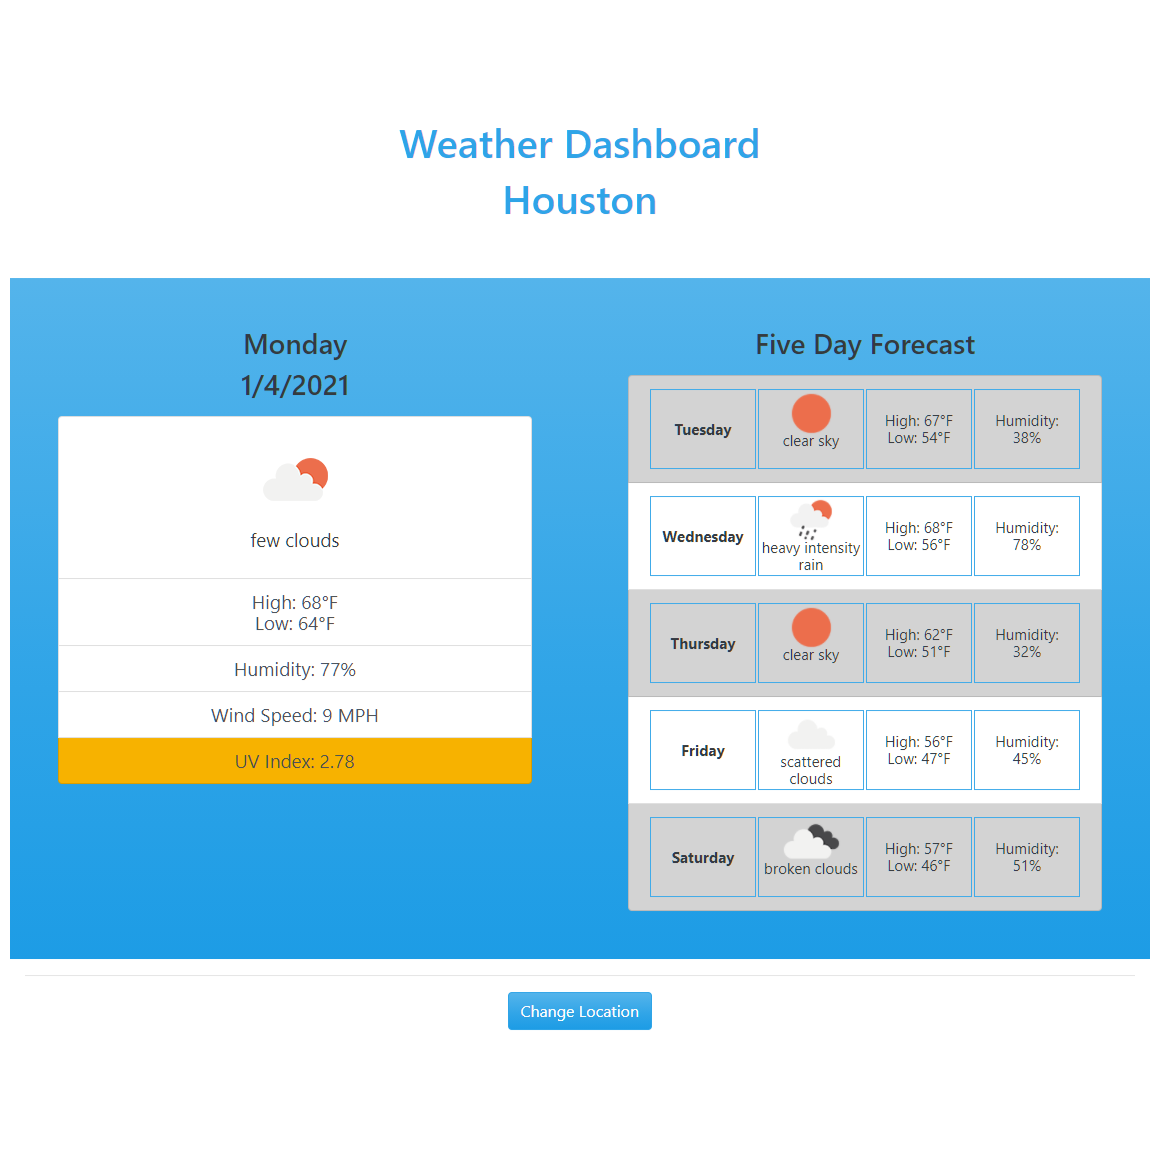 Weather Dashboard
Houston
Monday
1/4/2021
few clouds
High: 68°F
Low: 64°F
Humidity: 77%
Wind Speed: 9 MPH
UV Index: 2.78
Five Day Forecast
Tuesday
clear sky
High: 67°F
Low: 54°F
Humidity:
38%
Wednesday
heavy intensity
rain
High: 68°F
Low: 56°F
Humidity:
78%
Thursday
clear sky
High: 62°F
Low: 51°F
Humidity:
32%
Friday
scattered
clouds
High: 56°F
Low: 47°F
Humidity:
45%
Saturday
broken clouds
High: 57°F
Low: 46°F
Humidity:
51%
Change Location